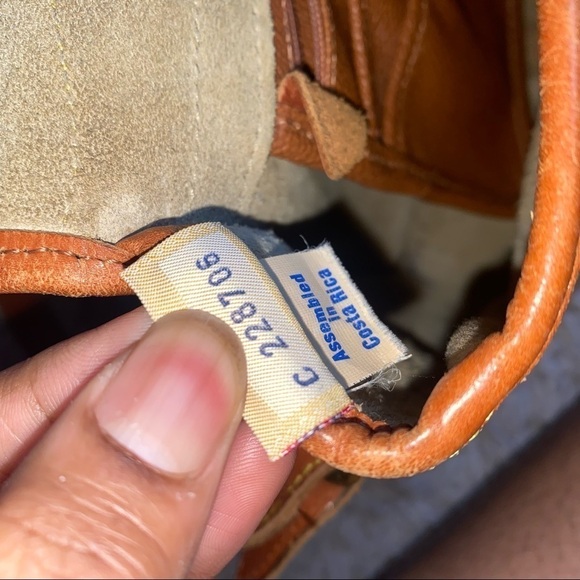 C 228706
Assembled
in
Costa Rica